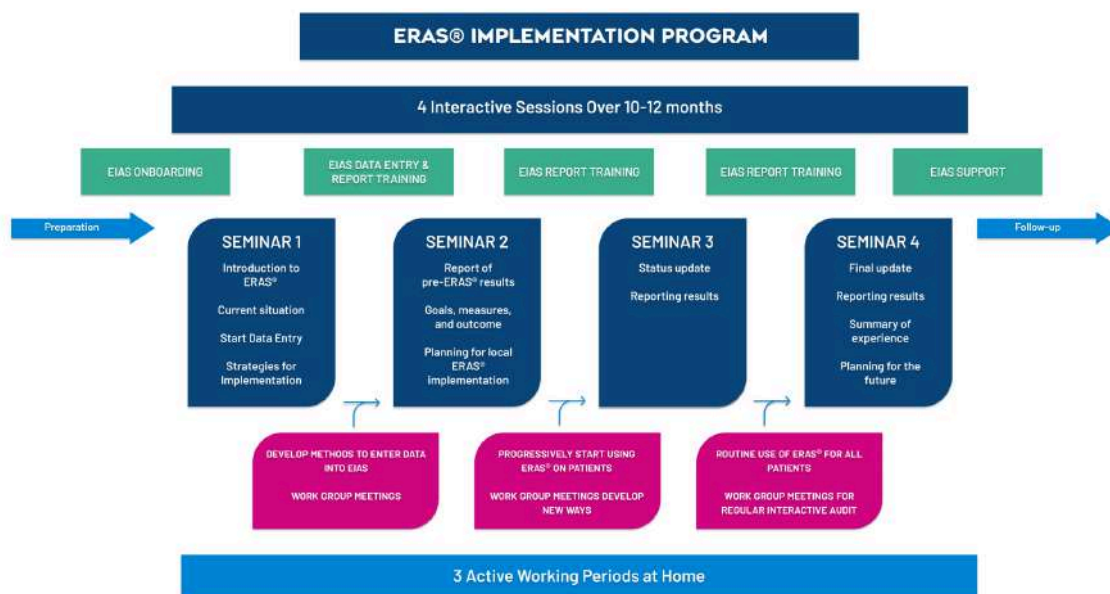 ERAS® IMPLEMENTATION PROGRAM
4 Interactive Sessions Over 10-12 months
EIAS ONBOARDING
EIAS DATA ENTRY &
REPORT TRAINING
EIAS REPORT TRAINING
EIAS REPORT TRAINING
EIAS SUPPORT
Preparation
Follow-up
SEMINAR 1
Introduction to
ERAS®
Current situation
Start Data Entry
Strategies for
Implementation
SEMINAR 2
Report of
pre-ERAS® results
Goals, measures,
and outcome
Planning for local
ERAS®
implementation
SEMINAR 3
Status update
Reporting results
SEMINAR 4
Final update
Reporting results
Summary of
experience
Planning for the
future
DEVELOP METHODS TO ENTER DATA
INTO EIAS
WORK GROUP MEETINGS
PROGRESSIVELY START USING
ERAS® ON PATIENTS
WORK GROUP MEETINGS DEVELOP
NEW WAYS
ROUTINE USE OF ERAS® FOR ALL
PATIENTS
WORK GROUP MEETINGS FOR
REGULAR INTERACTIVE AUDIT
3 Active Working Periods at Home